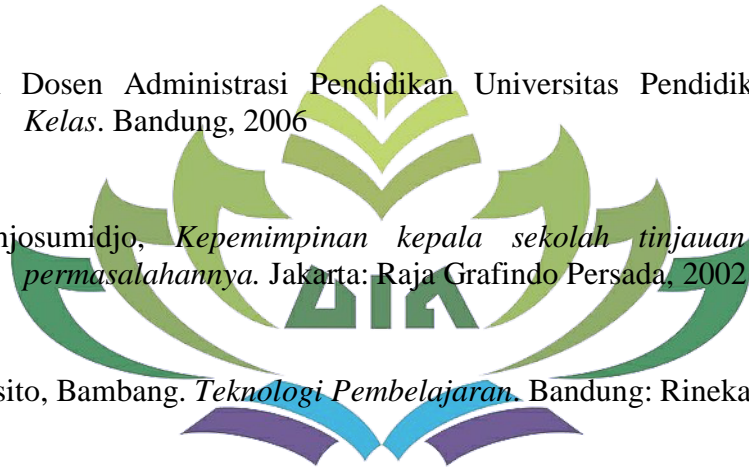 Dosen Administrasi Pendidikan Universitas Pendidik
Kelas. Bandung, 2006
njosumidjo, Kepemimpinan kepala sekolah tinjauan
permasalahannya. Jakarta: Raja Grafindo Persada, 2002
sito, Bambang. Teknologi Pembelajaran. Bandung: Rineka